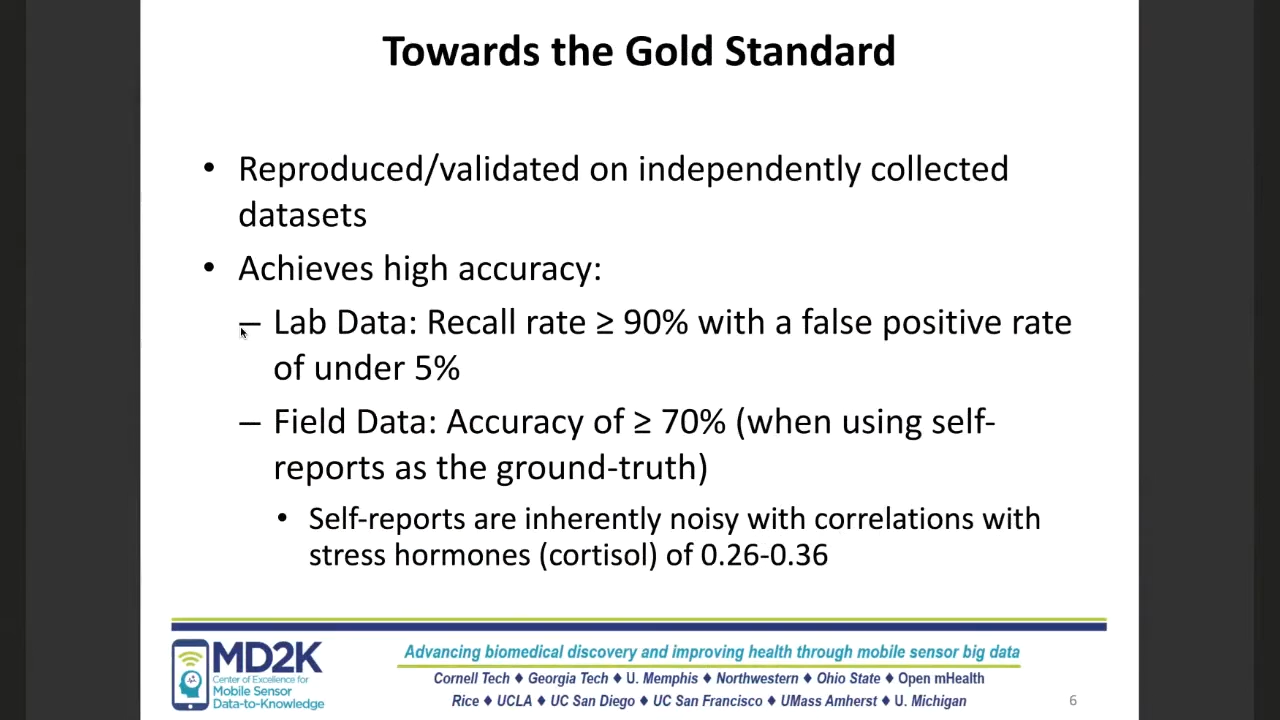 Towards the Gold Standard
• Reproduced/validated on independently collected
datasets
• Achieves high accuracy:
– Lab Data: Recall rate ≥ 90% with a false positive rate
of under 5%
– Field Data: Accuracy of ≥ 70% (when using self-
reports as the ground-truth)
• Self-reports are inherently noisy with correlations with
stress hormones (cortisol) of 0.26-0.36
MD2K
Center of Excellence for
Mobile Sensor
Data-to-Knowledge
Advancing biomedical discovery and improving health through mobile sensor big data
Cornell Tech ♦ Georgia Tech ♦ U. Memphis ♦ Northwestern ♦ Ohio State ♦ Open mHealth
Rice ♦ UCLA ♦ UC San Diego ♦ UC San Francisco ♦ UMass Amherst ♦ U. Michigan
6